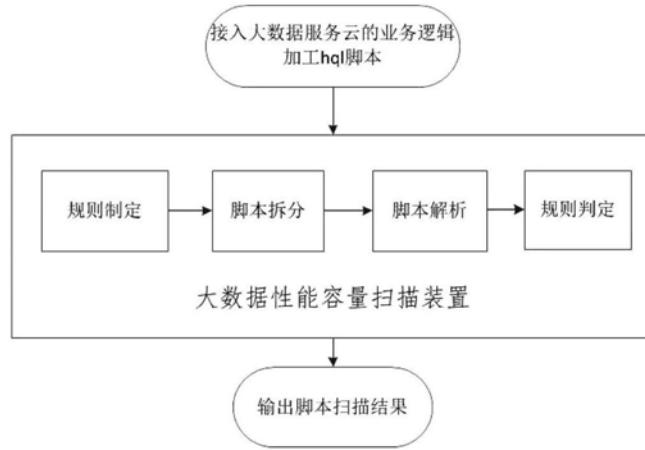 接入大数据服务云的业务逻辑
加工hql脚本
规则制定
脚本拆分
脚本解析
规则判定
大数据性能容量扫描装置
输出脚本扫描结果